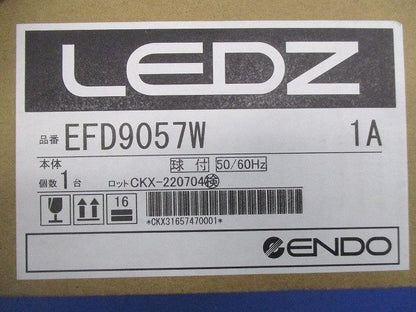 LEDZ
品番 EFD9057W 1A
本体 球付 50/60Hz
個数 1台 ロット CKX-220704 検
16
*CKX31657470001*
ENDO